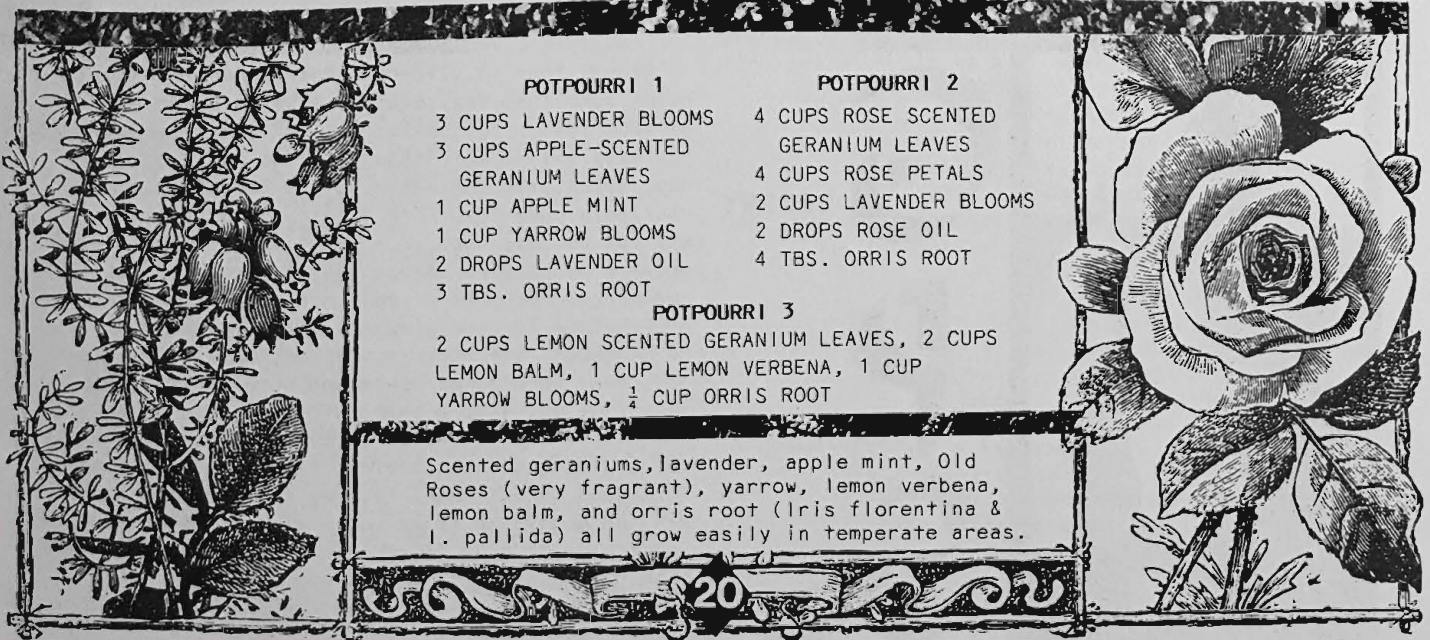 POTPOURRI 1
3 CUPS LAVENDER BLOOMS
3 CUPS APPLE-SCENTED
GERANIUM LEAVES
1 CUP APPLE MINT
1 CUP YARROW BLOOMS
2 DROPS LAVENDER OIL
3 TBS. ORRIS ROOT
POTPOURRI 2
4 CUPS ROSE SCENTED
GERANIUM LEAVES
4 CUPS ROSE PETALS
2 CUPS LAVENDER BLOOMS
2 DROPS ROSE OIL
4 TBS. ORRIS ROOT
POTPOURRI 3
2 CUPS LEMON SCENTED GERANIUM LEAVES, 2 CUPS
LEMON BALM, 1 CUP LEMON VERBENA, 1 CUP
YARROW BLOOMS, ¼ CUP ORRIS ROOT
Scented geraniums,lavender, apple mint, Old
Roses (very fragrant), yarrow, lemon verbena,
lemon balm, and orris root (Iris florentina &
I. pallida) all grow easily in temperate areas.
20